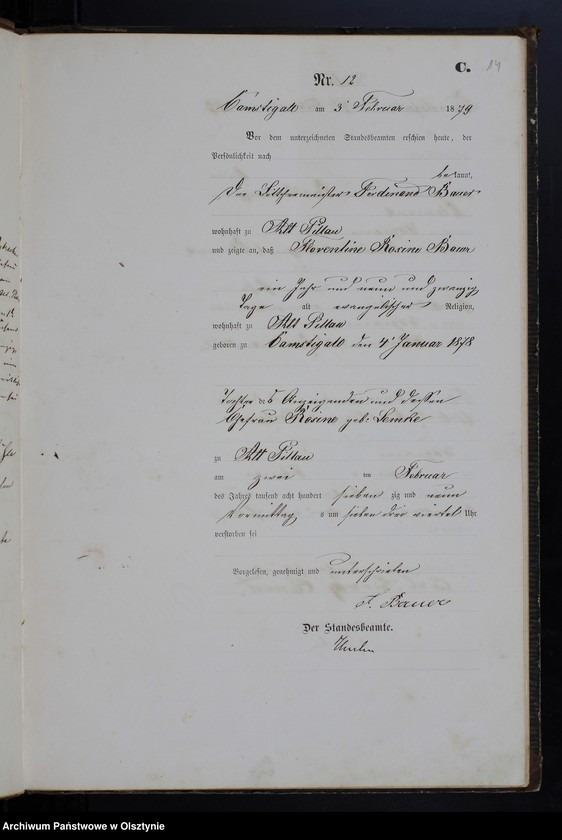 C. 14
Nr. 12
Camstigall am 3 Februar 1879
Vor dem unterzeichneten Standesbeamten erschien heute, der
Persönlichkeit nach
bekannt,
Der Ferdinand Bauer
wohnhaft zu Alt Pillau
und zeigte an, daß Florentine Rosine Bauer
ein Jahr und neun und zwanzig
Tage alt evangelischer Religion,
wohnhaft zu Alt Pillau
geboren zu Camstigall den 4 Januar 1878
Tochter des Anzeigenden und dessen
Ehefrau Rosine geb: Lemke
zu Alt Pillau
am zwei ten Februar
des Jahres tausend acht hundert siebenzig und neun
Vormittags um sieben drei viertel Uhr
verstorben sei
Vorgelesen, genehmigt und unterschrieben
F. Bauer
Der Standesbeamte.
Archiwum Państwowe w Olsztynie